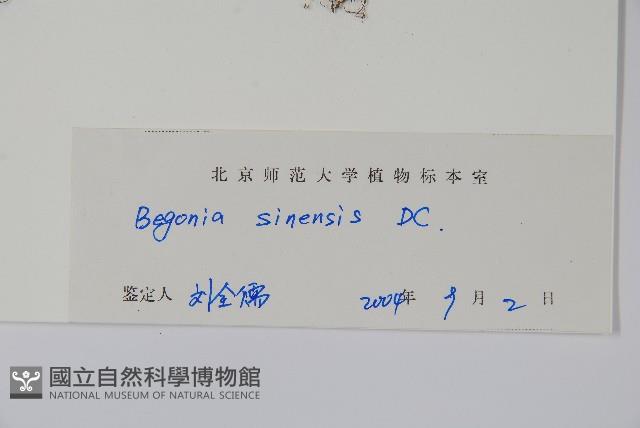 北京师范大学植物标本室
Begonia sinensis DC.
鉴定人 刘全儒 2004年 9月 2日
國立自然科學博物館
NATIONAL MUSEUM OF NATURAL SCIENCE